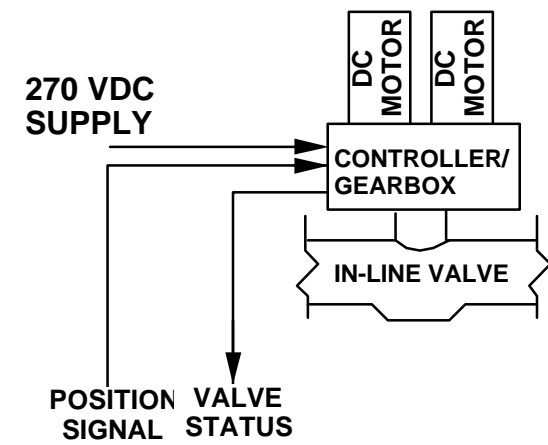 DC
MOTOR
DC
MOTOR
270 VDC
SUPPLY
CONTROLLER/
GEARBOX
IN-LINE VALVE
POSITION
SIGNAL
VALVE
STATUS